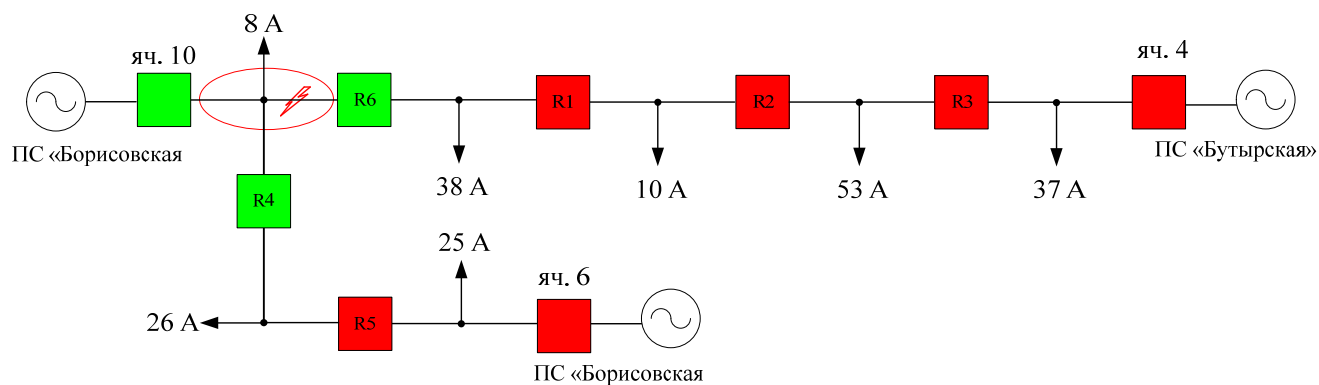 8 А
яч. 10
яч. 4
R6
R1
R2
R3
ПС «Борисовская
ПС «Бутырская»
38 А
10 А
53 А
37 А
R4
25 А
яч. 6
26 А
R5
ПС «Борисовская